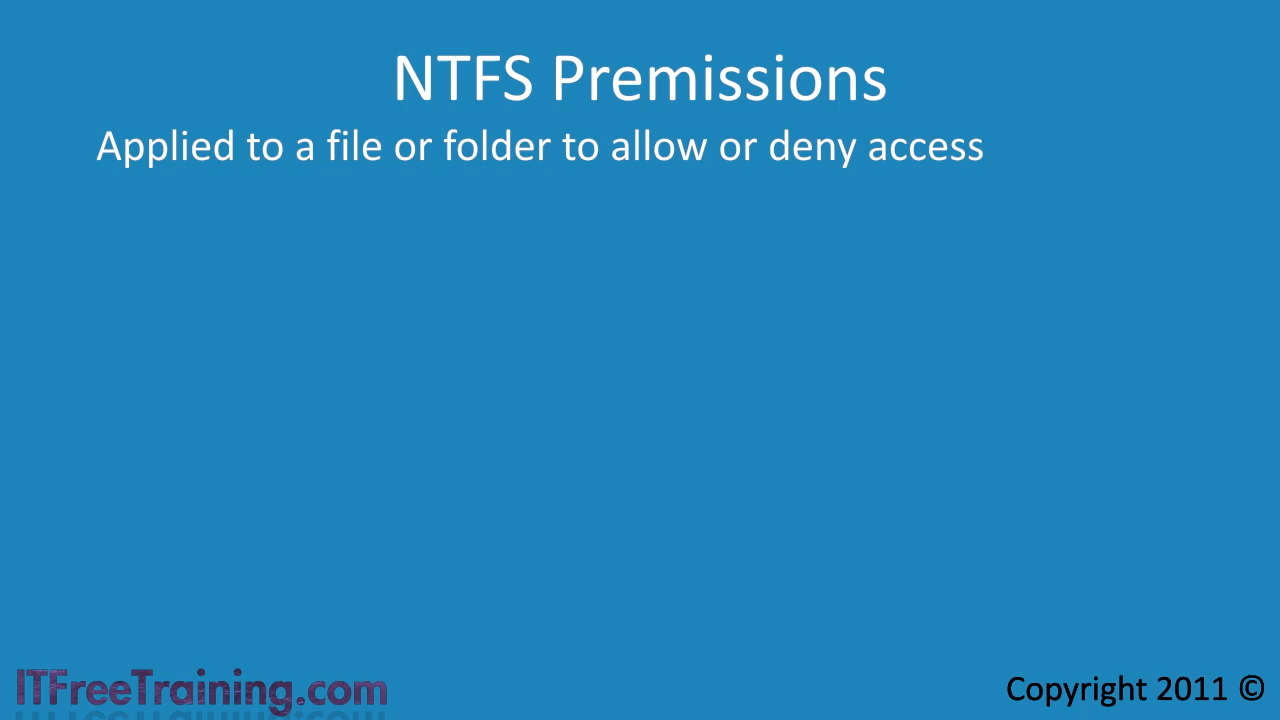 NTFS Premissions
Applied to a file or folder to allow or deny access
ITFreeTraining.com
Copyright 2011 ©